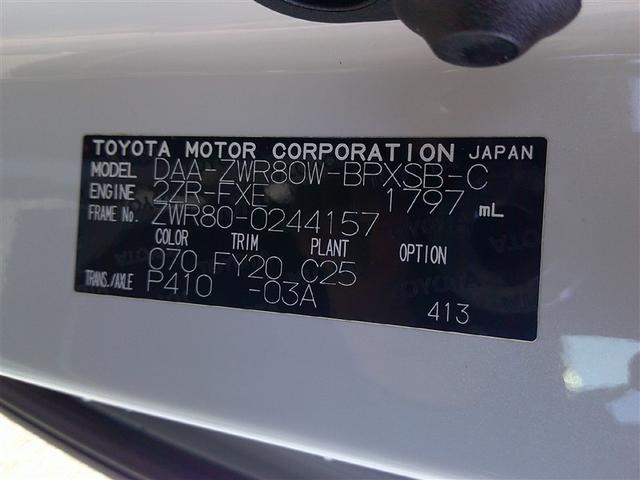 TOYOTA MOTOR CORPORATION JAPAN
MODEL DAA-ZWR80W-BPXSB-C
ENGINE 2ZR-FXE 1797 mL
FRAME No. ZWR80-0244157
COLOR TRIM PLANT OPTION
070 FY20 C25
TRANS./AXLE P410 -03A
413